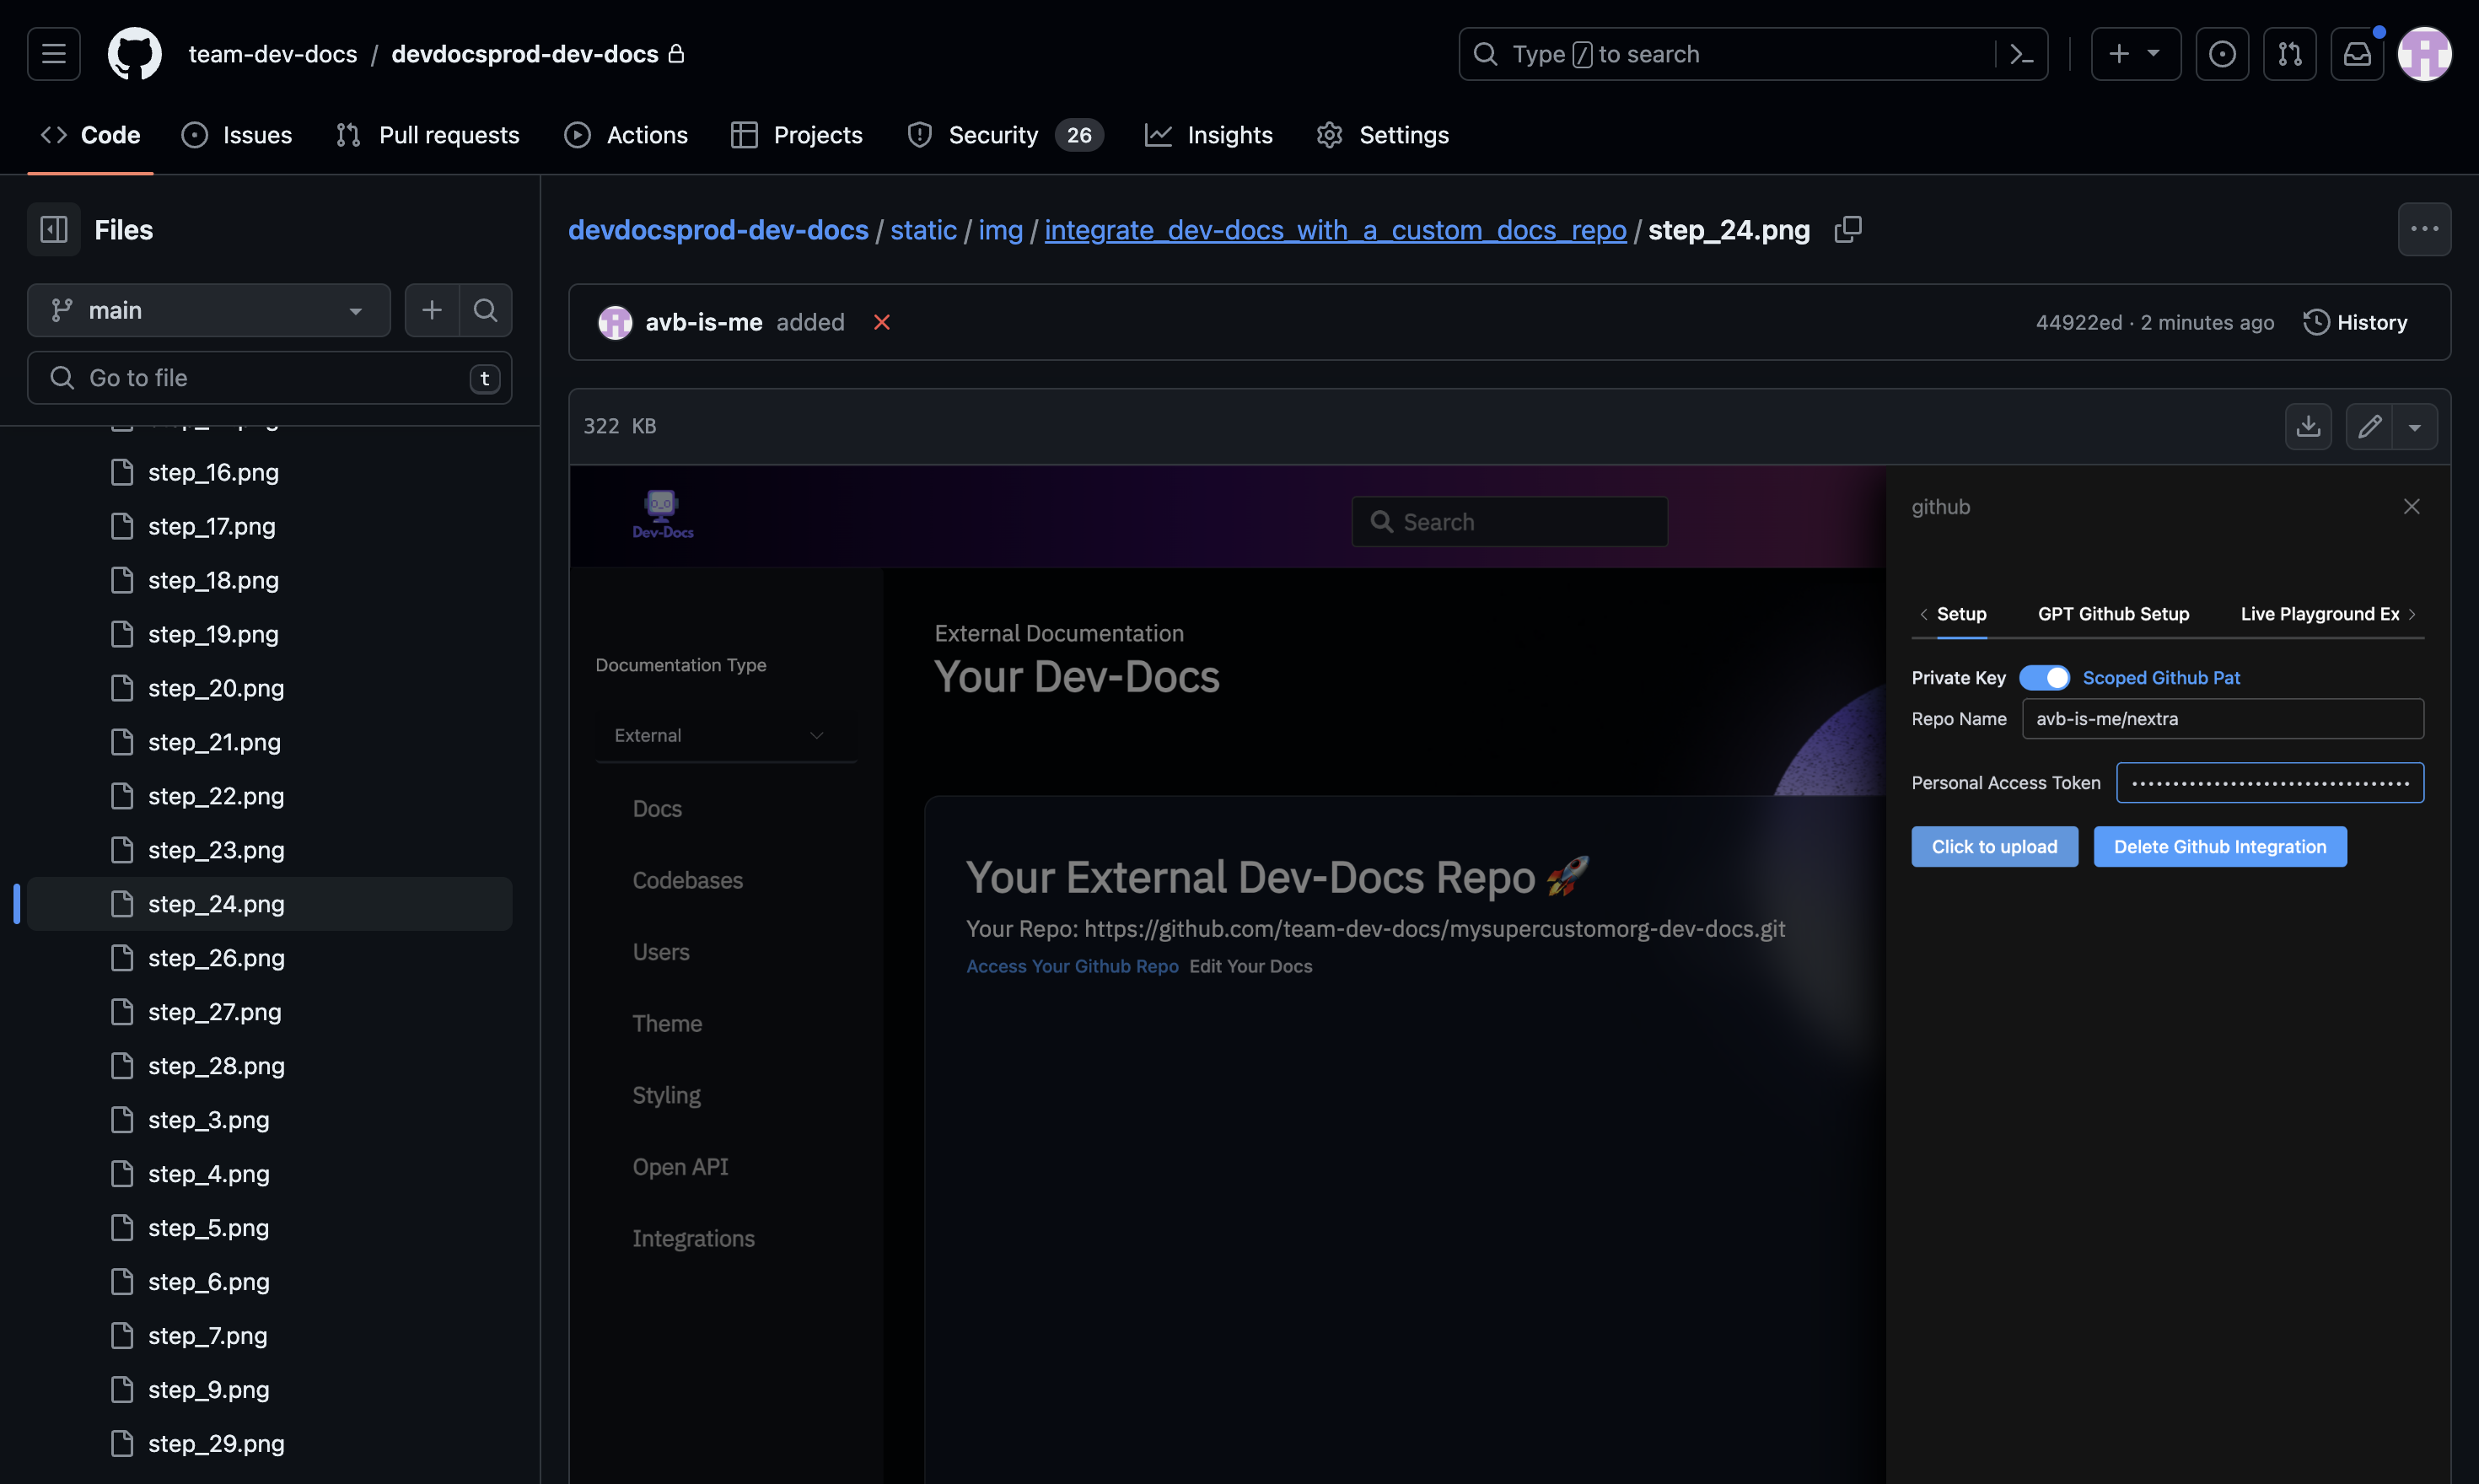 team-dev-docs / devdocsprod-dev-docs
Type / to search
Code
Issues
Pull requests
Actions
Projects
Security 26
Insights
Settings
Files
main
Go to file
t
step_16.png
step_17.png
step_18.png
step_19.png
step_20.png
step_21.png
step_22.png
step_23.png
step_24.png
step_26.png
step_27.png
step_28.png
step_3.png
step_4.png
step_5.png
step_6.png
step_7.png
step_9.png
step_29.png
devdocsprod-dev-docs / static / img / integrate_dev-docs_with_a_custom_docs_repo / step_24.png
avb-is-me added
44922ed · 2 minutes ago
History
322 KB
Dev-Docs
Search
Documentation Type
External
Docs
Codebases
Users
Theme
Styling
Open API
Integrations
External Documentation
Your Dev-Docs
Your External Dev-Docs Repo 🚀
Your Repo: https://github.com/team-dev-docs/mysupercustomorg-dev-docs.git
Access Your Github Repo Edit Your Docs
github
Setup
GPT Github Setup
Live Playground Ex
Private Key
Scoped Github Pat
Repo Name
avb-is-me/nextra
Personal Access Token
Click to upload
Delete Github Integration